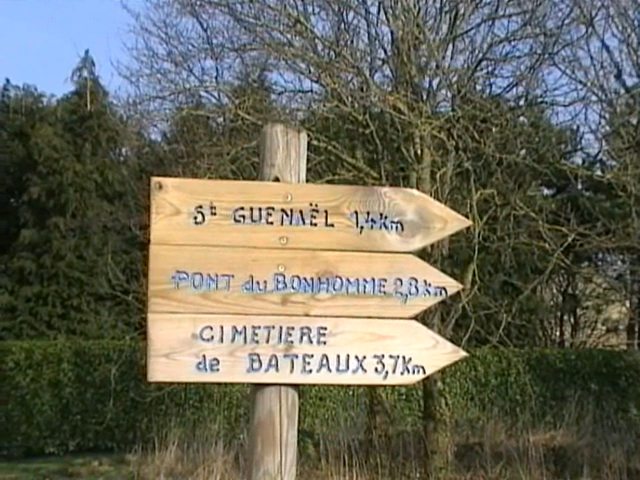 St GUENAËL 1,4Km
PONT du BONHOMME 2,8Km
CIMETIERE
de BATEAUX 3,7Km